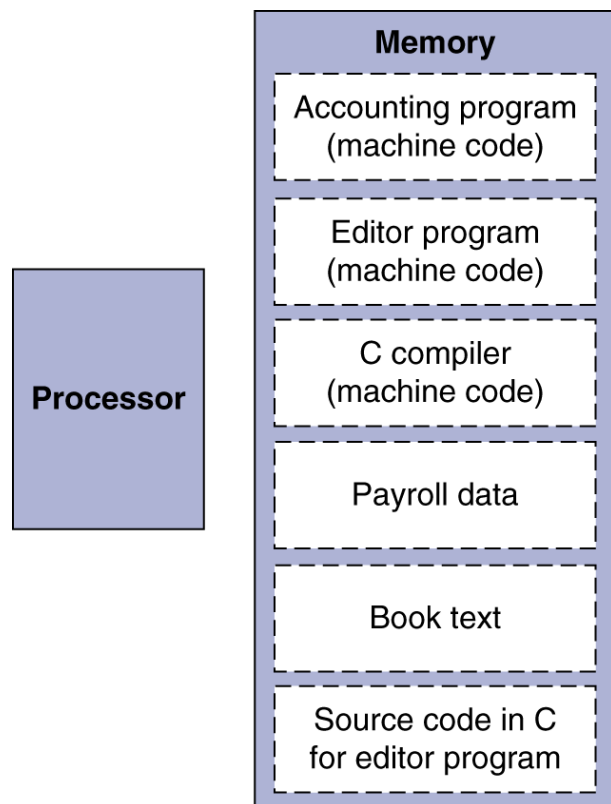 Memory
Accounting program
(machine code)
Editor program
(machine code)
C compiler
(machine code)
Processor
Payroll data
Book text
Source code in C
for editor program